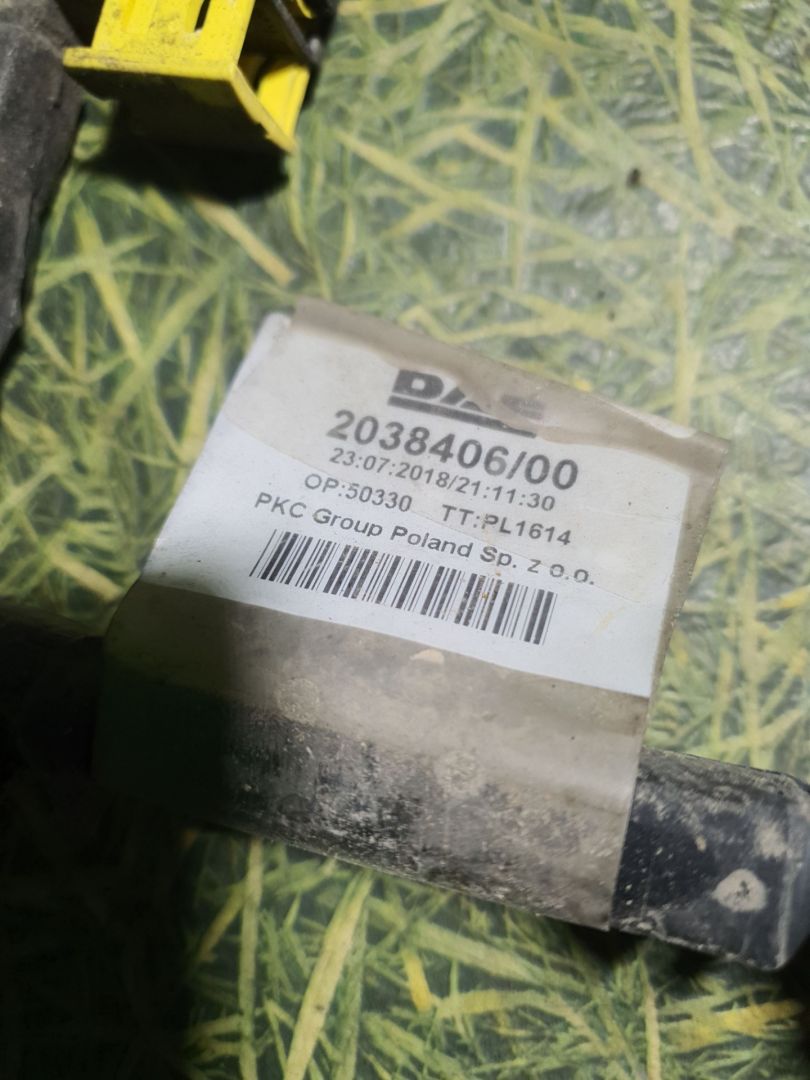 DAF
2038406/00
23:07:2018/21:11:30
OP:50330 TT:PL1614
PKC Group Poland Sp. z o.o.